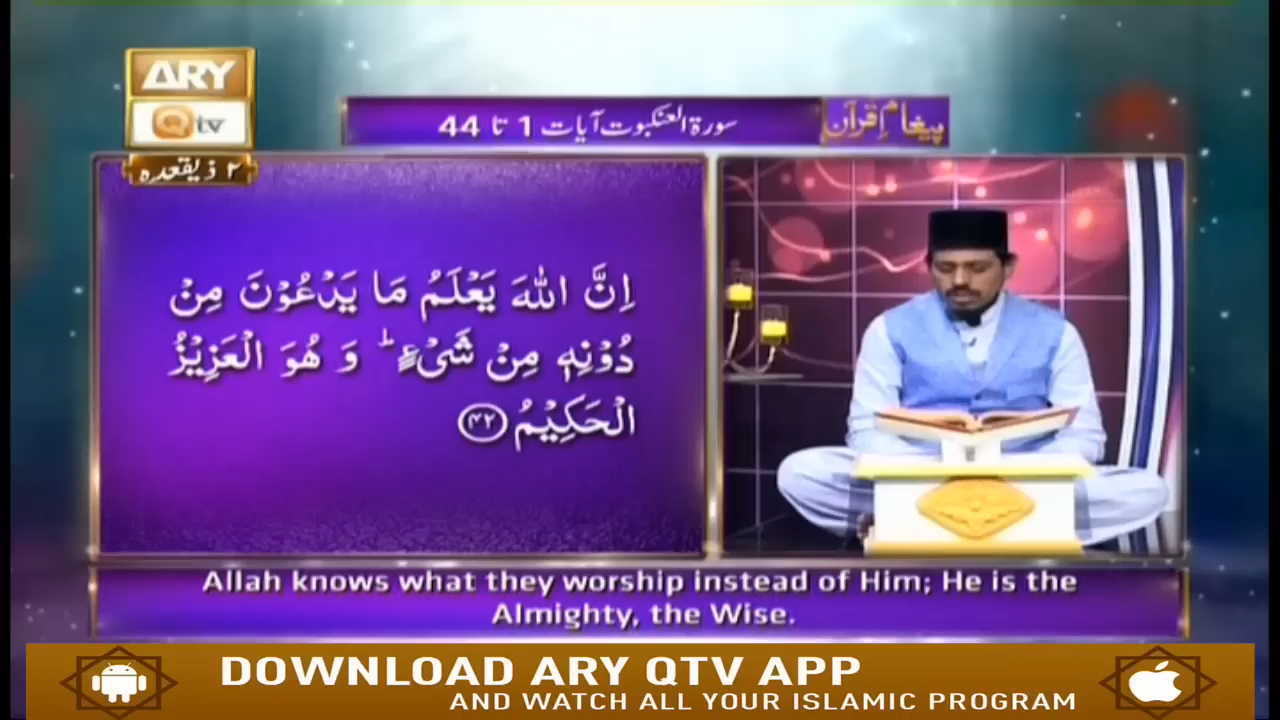 ARY
Qtv
۲ ذیقعدہ
پیغام قرآن
سورۃ العنکبوت آیات 1 تا 44
اِنَّ اللّٰهَ یَعْلَمُ مَا یَدْعُوْنَ مِنْ
دُوْنِهٖ مِنْ شَیْءٍؕ وَ هُوَ الْعَزِیْزُ
الْحَكِیْمُ ﴿۴۲﴾
Allah knows what they worship instead of Him; He is the
Almighty, the Wise.
DOWNLOAD ARY QTV APP
AND WATCH ALL YOUR ISLAMIC PROGRAM